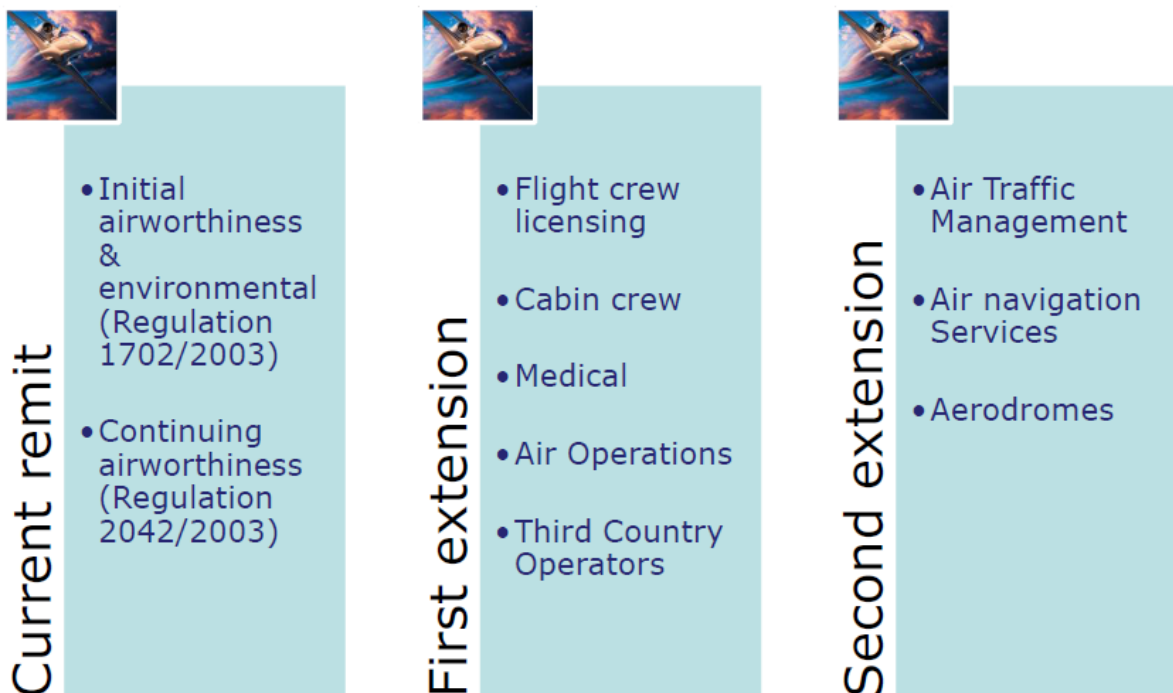 Current remit
•Initial
airworthiness
&
environmental
(Regulation
1702/2003)
•Continuing
airworthiness
(Regulation
2042/2003)
First extension
•Flight crew
licensing
•Cabin crew
•Medical
•Air Operations
•Third Country
Operators
Second extension
•Air Traffic
Management
•Air navigation
Services
•Aerodromes